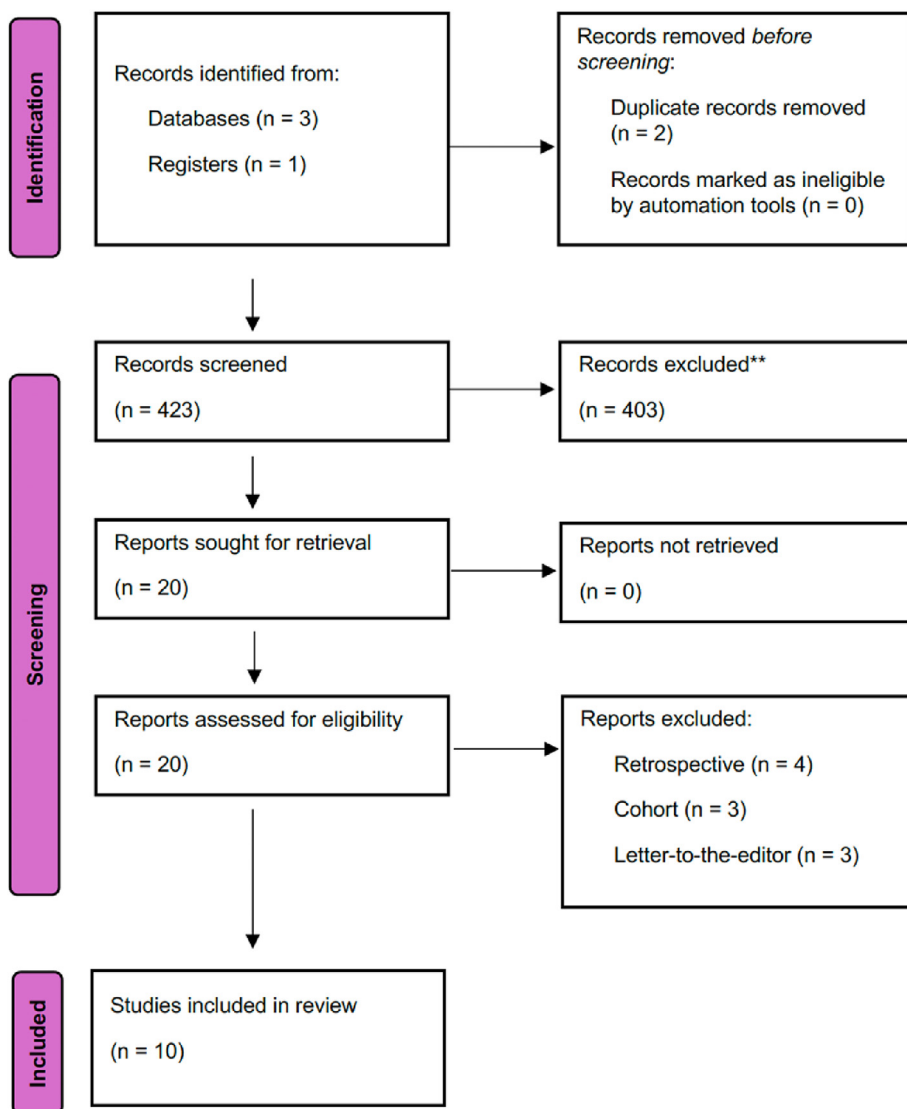 Identification
Records identified from:
Databases (n = 3)
Registers (n = 1)
Records removed before
screening:
Duplicate records removed
(n = 2)
Records marked as ineligible
by automation tools (n = 0)
Screening
Records screened
(n = 423)
Records excluded**
(n = 403)
Reports sought for retrieval
(n = 20)
Reports not retrieved
(n = 0)
Reports assessed for eligibility
(n = 20)
Reports excluded:
Retrospective (n = 4)
Cohort (n = 3)
Letter-to-the-editor (n = 3)
Included
Studies included in review
(n = 10)